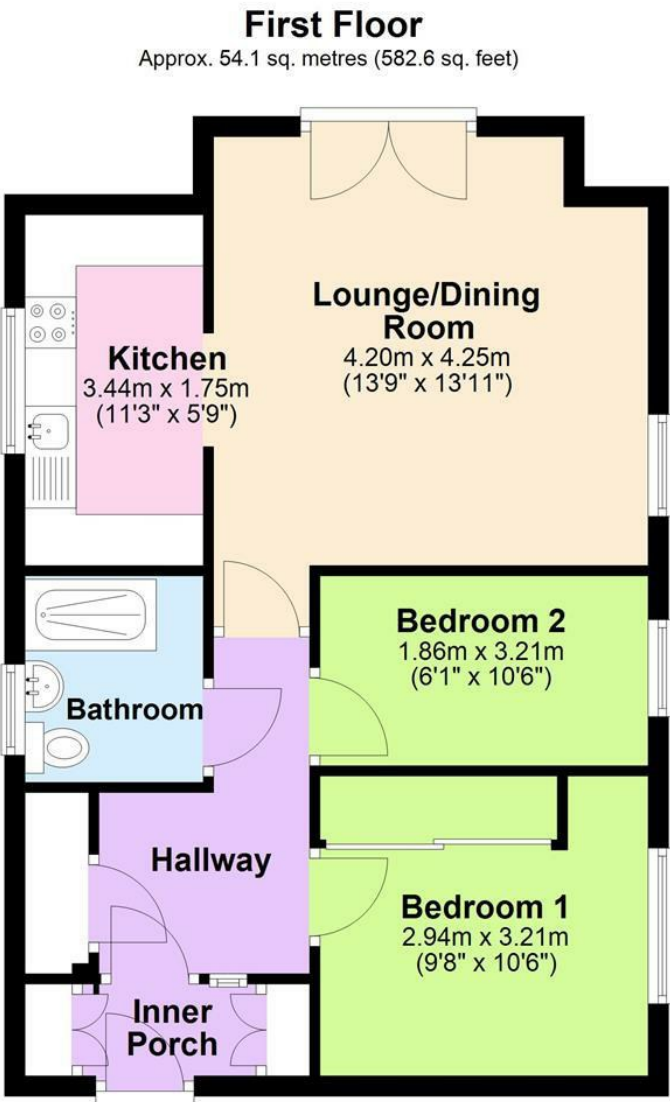 First Floor
Approx. 54.1 sq. metres (582.6 sq. feet)
Lounge/Dining
Room
4.20m x 4.25m
(13'9" x 13'11")
Kitchen
3.44m x 1.75m
(11'3" x 5'9")
Bedroom 2
1.86m x 3.21m
(6'1" x 10'6")
Bathroom
Hallway
Bedroom 1
2.94m x 3.21m
(9'8" x 10'6")
Inner
Porch